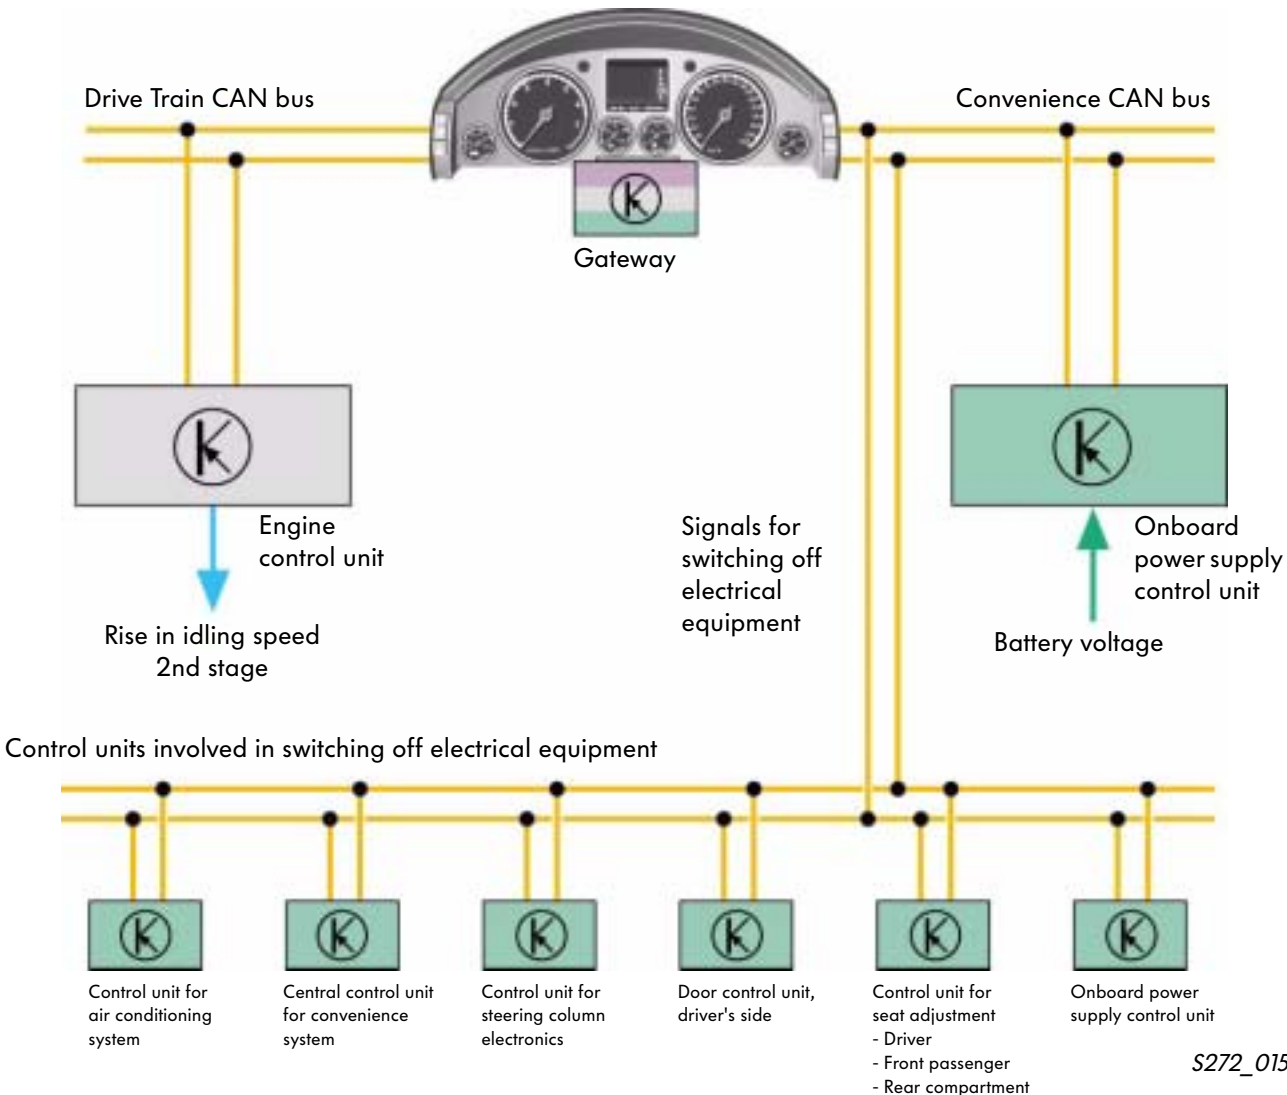 Drive Train CAN bus
Convenience CAN bus
Gateway
Engine
control unit
Rise in idling speed
2nd stage
Signals for
switching off
electrical
equipment
Onboard
power supply
control unit
Battery voltage
Control units involved in switching off electrical equipment
Control unit for
air conditioning
system
Central control unit
for convenience
system
Control unit for
steering column
electronics
Door control unit,
driver's side
Control unit for
seat adjustment
- Driver
- Front passenger
- Rear compartment
Onboard power
supply control unit
S272_015